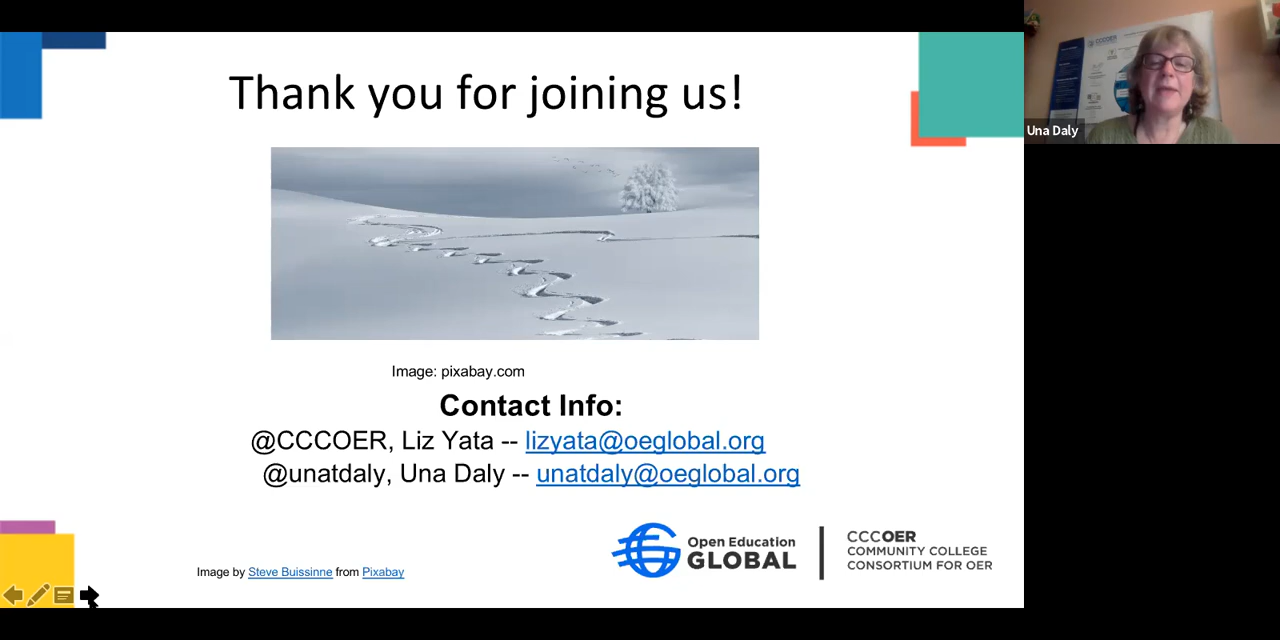 Thank you for joining us!
Image: pixabay.com
Contact Info:
@CCCOER, Liz Yata -- lizyata@oeglobal.org
@unatdaly, Una Daly -- unatdaly@oeglobal.org
Image by Steve Buissinne from Pixabay
Open Education
GLOBAL
CCCOER
COMMUNITY COLLEGE
CONSORTIUM FOR OER
Una Daly